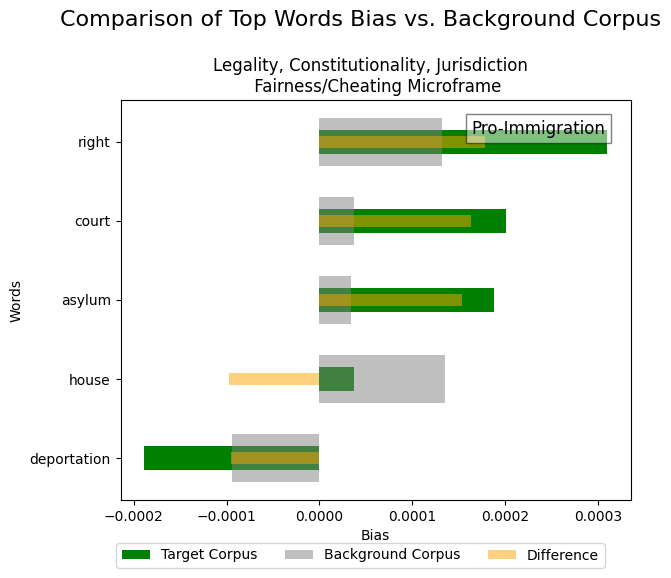 Comparison of Top Words Bias vs. Background Corpus
Legality, Constitutionality, Jurisdiction
Fairness/Cheating Microframe
Pro-Immigration
Words
right
court
asylum
house
deportation
−0.0002 −0.0001 0.0000 0.0001 0.0002 0.0003
Bias
Target Corpus Background Corpus Difference